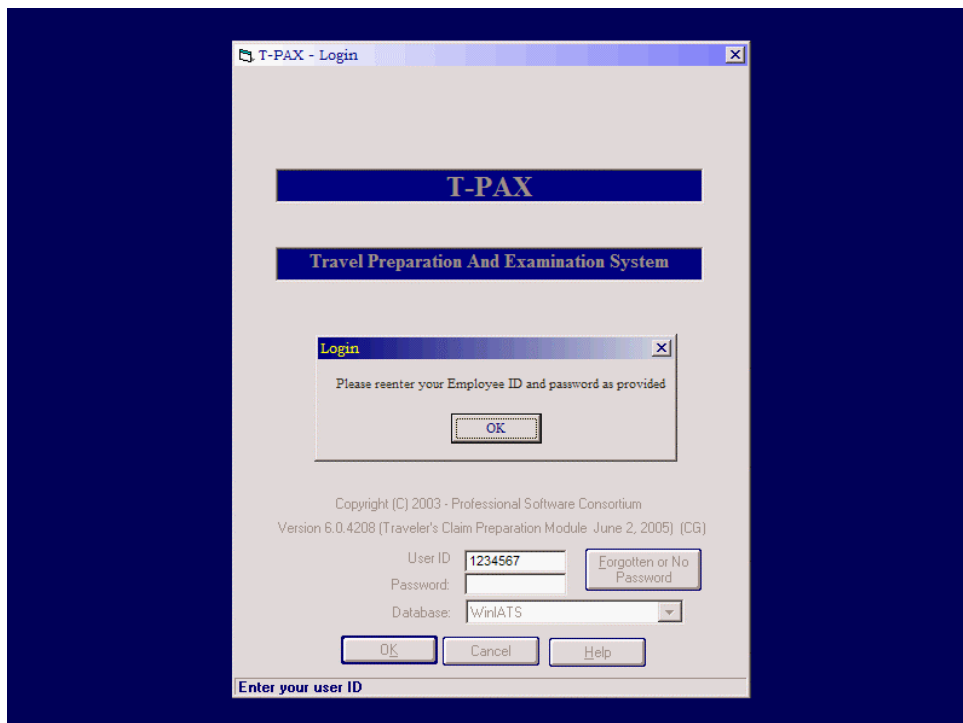 T-PAX - Login
T-PAX
Travel Preparation And Examination System
Login
Please reenter your Employee ID and password as provided
OK
Copyright (C) 2003 - Professional Software Consortium
Version 6.0.4208 (Traveler's Claim Preparation Module June 2, 2005) (CG)
User ID 1234567
Forgotten or No
Password
Password:
Database: WinIATS
OK Cancel Help
Enter your user ID